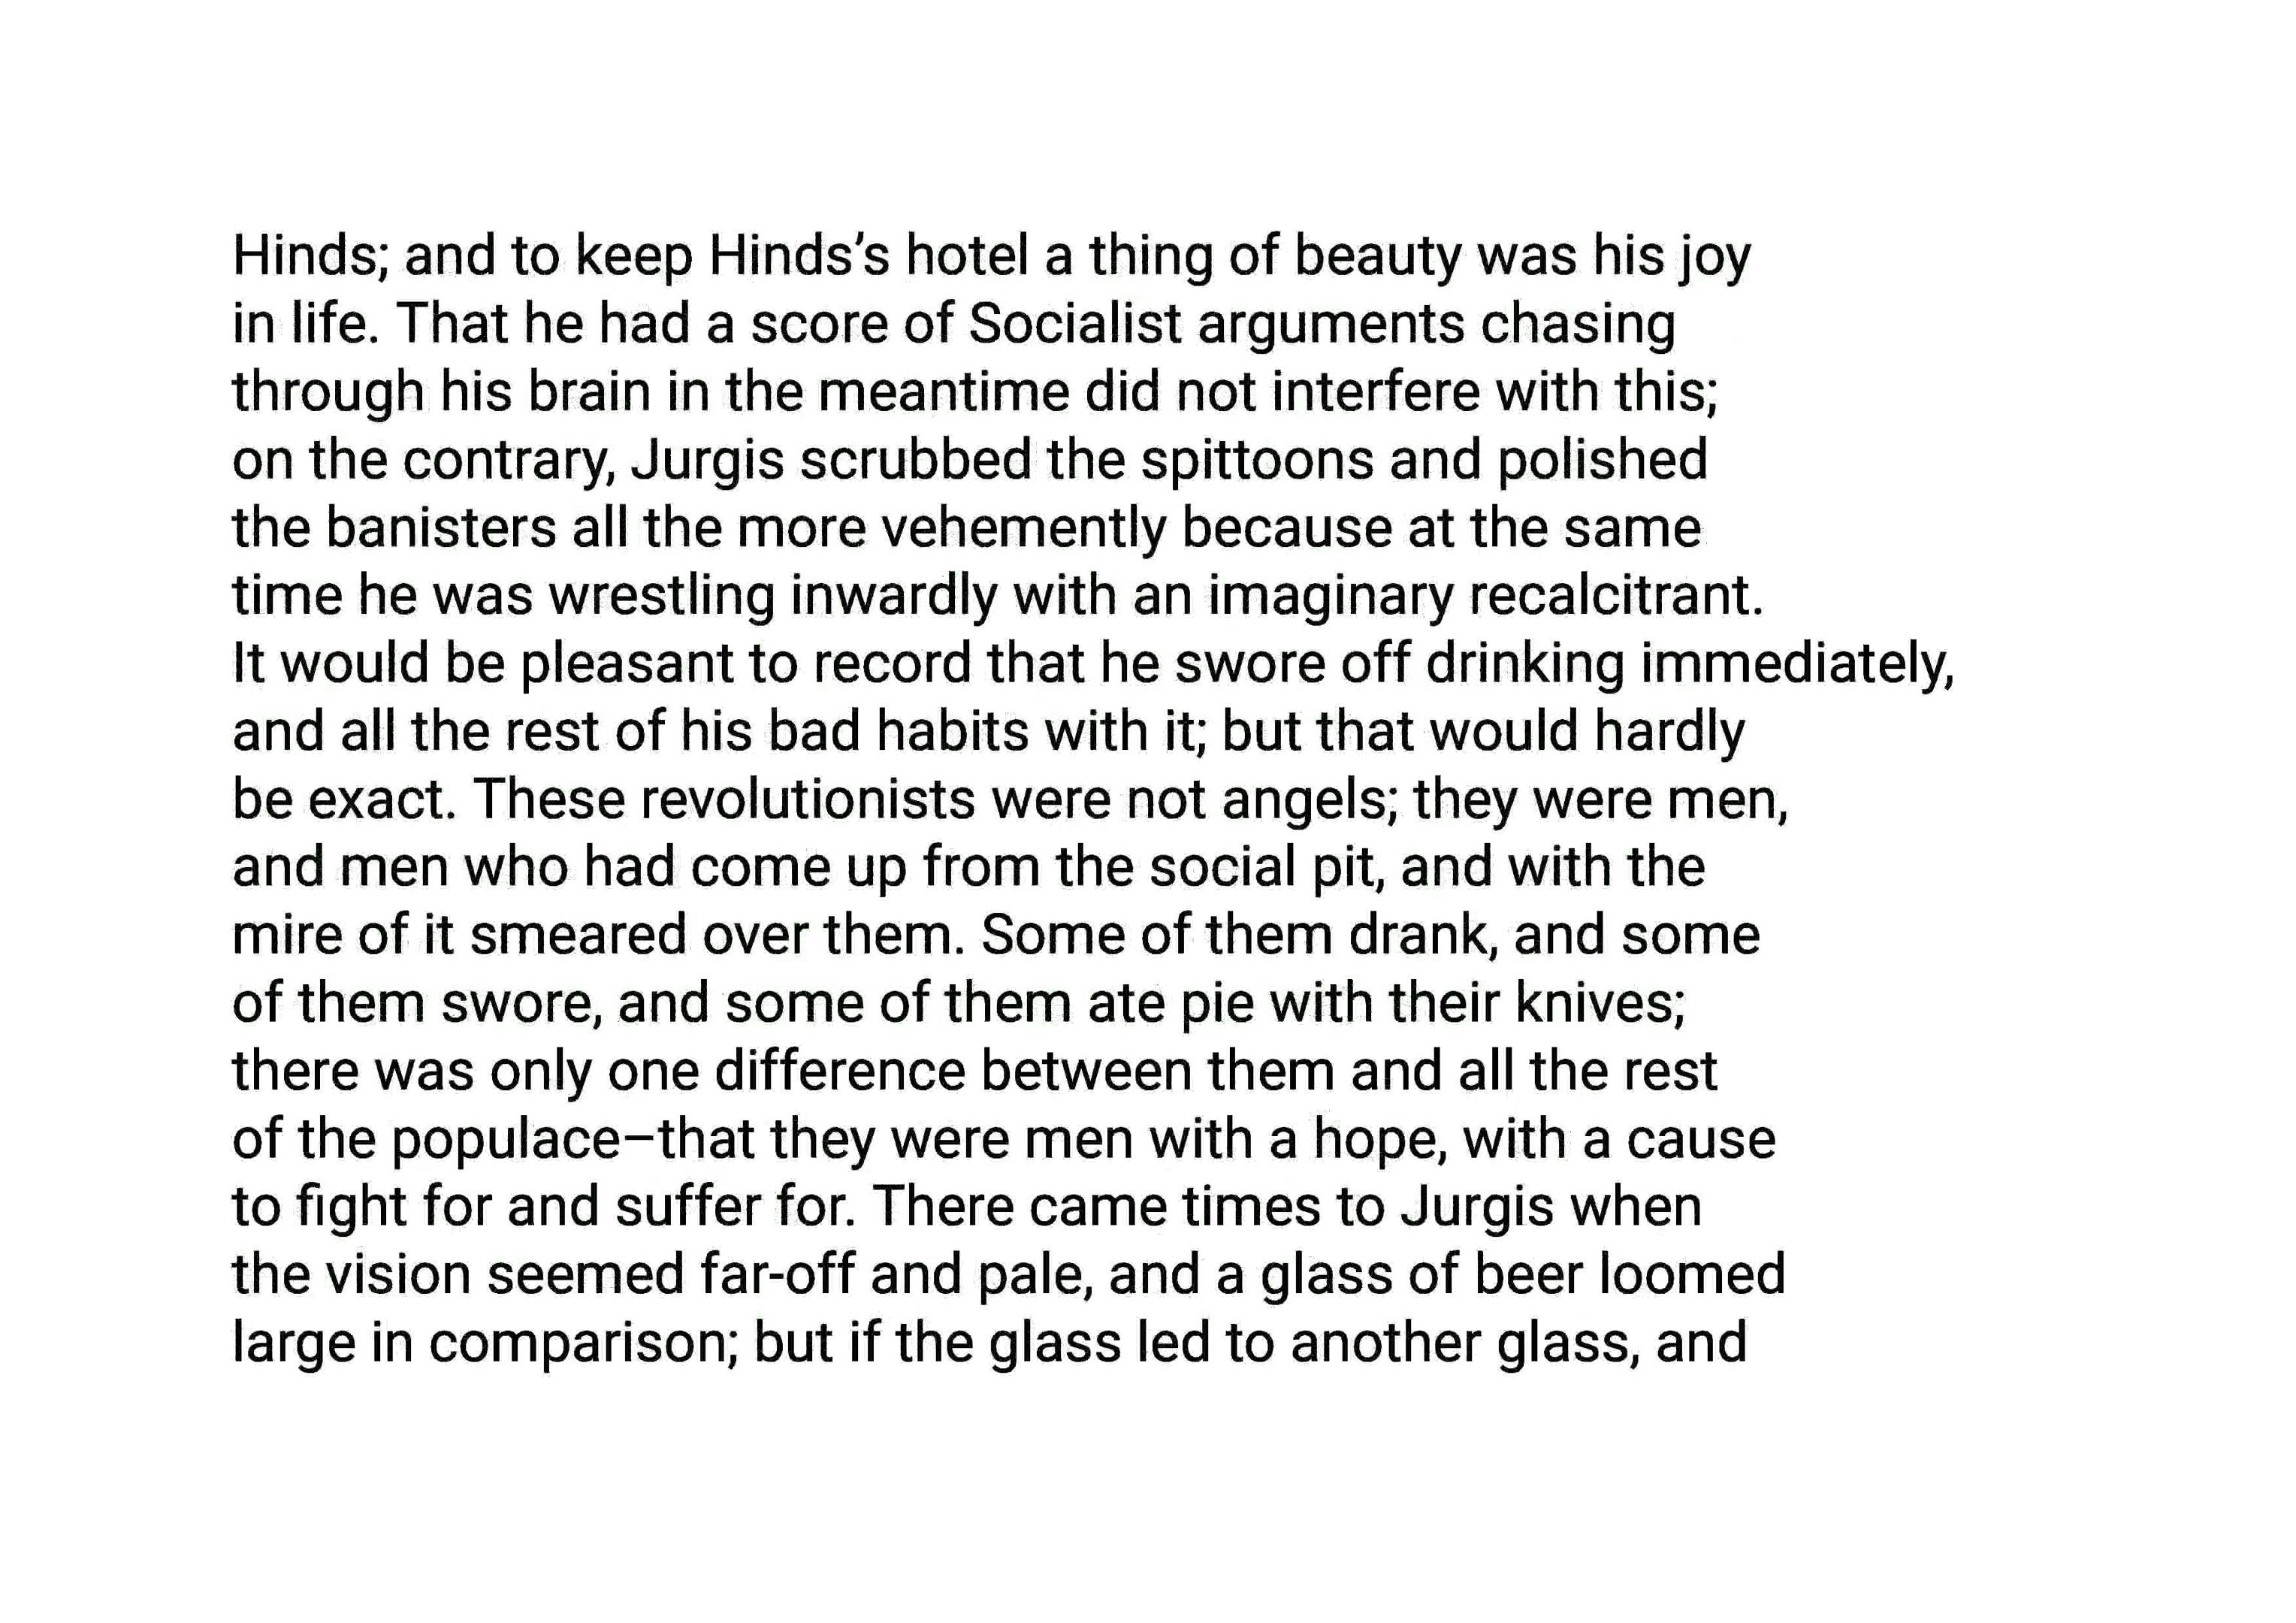 Hinds; and to keep Hinds’s hotel a thing of beauty was his joy
in life. That he had a score of Socialist arguments chasing
through his brain in the meantime did not interfere with this;
on the contrary, Jurgis scrubbed the spittoons and polished
the banisters all the more vehemently because at the same
time he was wrestling inwardly with an imaginary recalcitrant.
It would be pleasant to record that he swore off drinking immediately,
and all the rest of his bad habits with it; but that would hardly
be exact. These revolutionists were not angels; they were men,
and men who had come up from the social pit, and with the
mire of it smeared over them. Some of them drank, and some
of them swore, and some of them ate pie with their knives;
there was only one difference between them and all the rest
of the populace–that they were men with a hope, with a cause
to fight for and suffer for. There came times to Jurgis when
the vision seemed far-off and pale, and a glass of beer loomed
large in comparison; but if the glass led to another glass, and